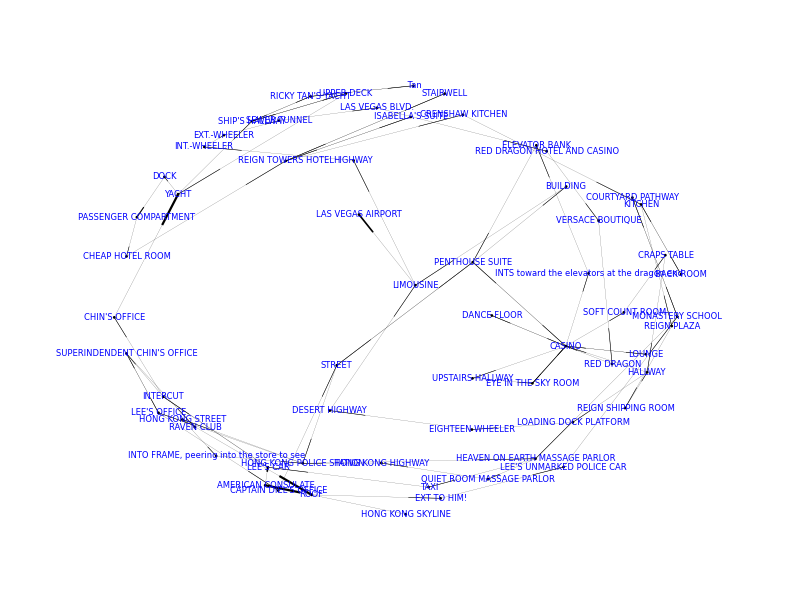 Tan
UPPER DECK
STAIRWELL
RICKY TAN'S YACHT
LAS VEGAS BLVD
CRENSHAW KITCHEN
ISABELLA'S SUITE
SEWER TUNNEL
EXT.-WHEELER
ELEVATOR BANK
INT.-WHEELER
RED DRAGON HOTEL AND CASINO
REIGN TOWERS HOTEL
HIGHWAY
DOCK
BUILDING
YACHT
COURTYARD PATHWAY
KITCHEN
PASSENGER COMPARTMENT
LAS VEGAS AIRPORT
VERSACE BOUTIQUE
CHEAP HOTEL ROOM
CRAPS TABLE
PENTHOUSE SUITE
INTS toward the elevators at the dragon end
BACK ROOM
LIMOUSINE
CHIN'S OFFICE
DANCE FLOOR
SOFT COUNT ROOM
MONASTERY SCHOOL
REIGN PLAZA
CASINO
SUPERINDENDENT CHIN'S OFFICE
LOUNGE
STREET
RED DRAGON
HALLWAY
UPSTAIRS HALLWAY
EYE IN THE SKY ROOM
INTERCUT
LEE'S OFFICE
DESERT HIGHWAY
REIGN SHIPPING ROOM
HONG KONG STREET
RAVEN CLUB
EIGHTEEN WHEELER
LOADING DOCK PLATFORM
INTO FRAME, peering into the store to see
HONG KONG POLICE STATION
HONG KONG HIGHWAY
HEAVEN ON EARTH MASSAGE PARLOR
LEE'S CAR
LEE'S UNMARKED POLICE CAR
QUIET ROOM MASSAGE PARLOR
AMERICAN CONSULATE
TAXI
CAPTAIN DIEL'S OFFICE
ROOF
EXT TO HIM!
HONG KONG SKYLINE